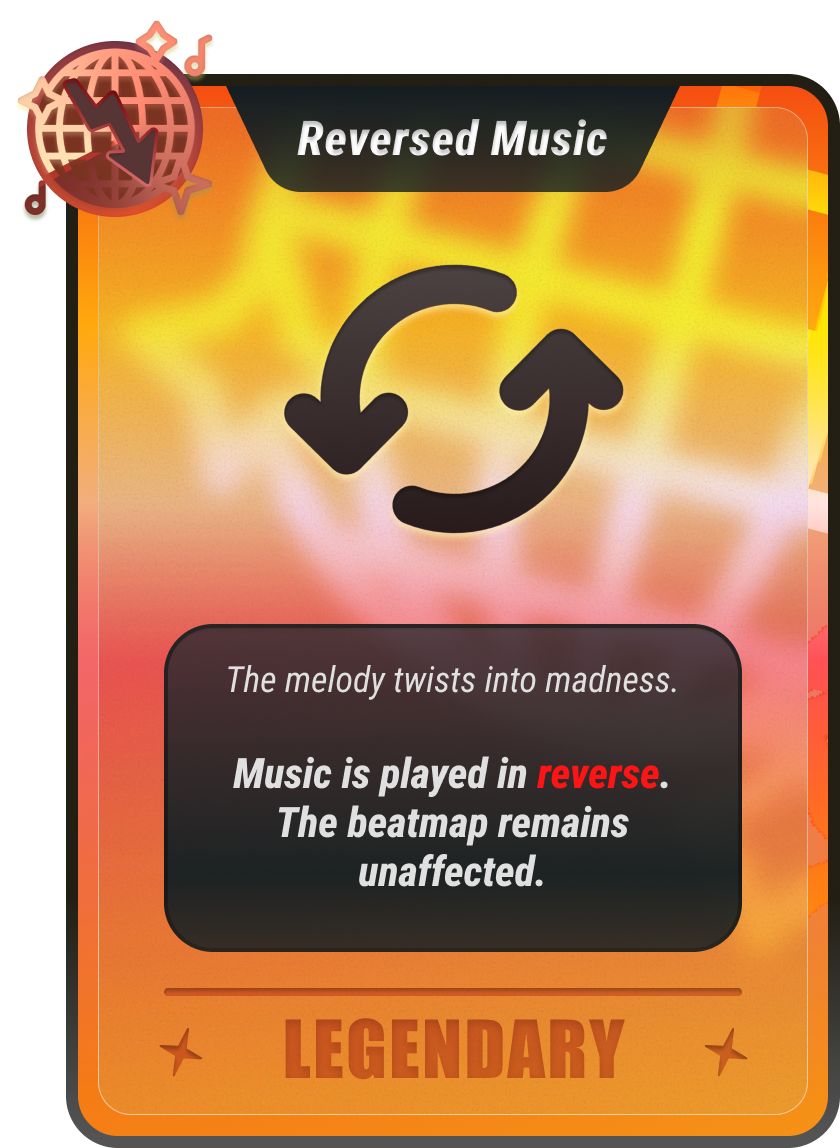 Reversed Music
The melody twists into madness.
Music is played in reverse.
The beatmap remains
unaffected.
LEGENDARY